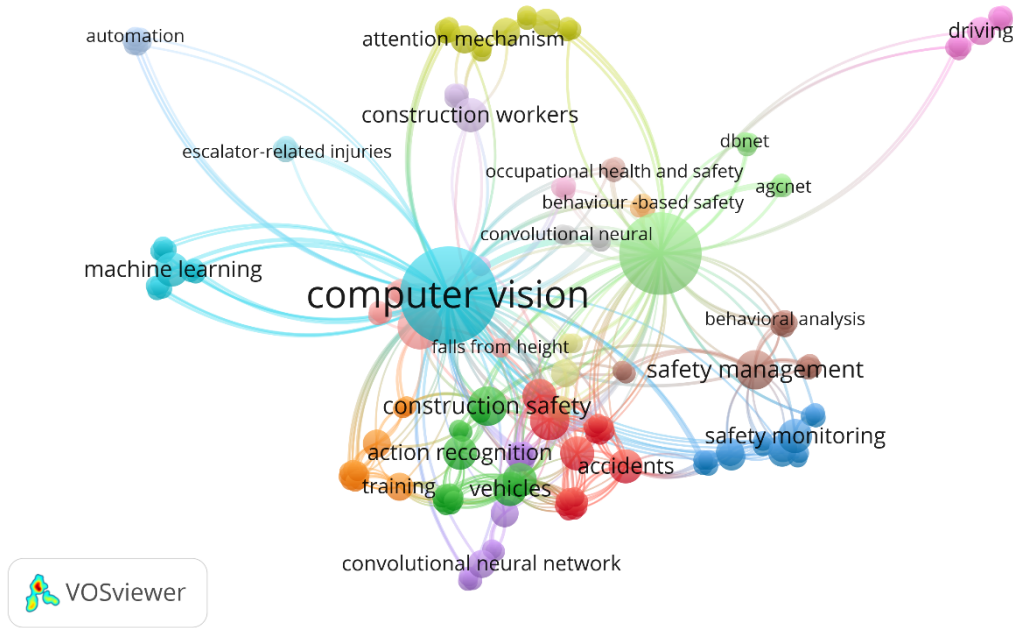 automation
attention mechanism
driving
construction workers
dbnet
escalator-related injuries
occupational health and safety
agcnet
behaviour -based safety
convolutional neural
machine learning
computer vision
behavioral analysis
falls from height
safety management
construction safety
safety monitoring
action recognition
accidents
training
vehicles
convolutional neural network
VOSviewer